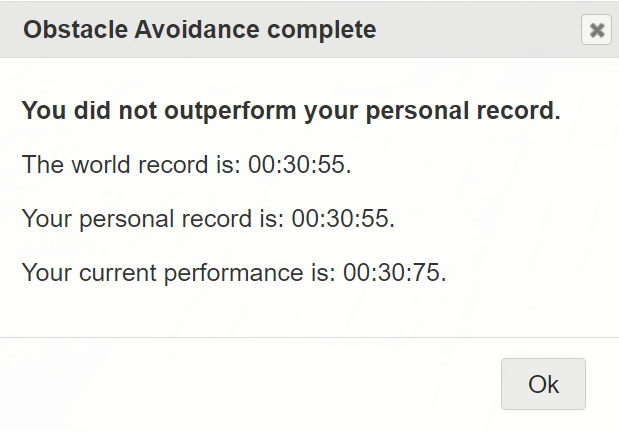 Obstacle Avoidance complete
You did not outperform your personal record.
The world record is: 00:30:55.
Your personal record is: 00:30:55.
Your current performance is: 00:30:75.
Ok